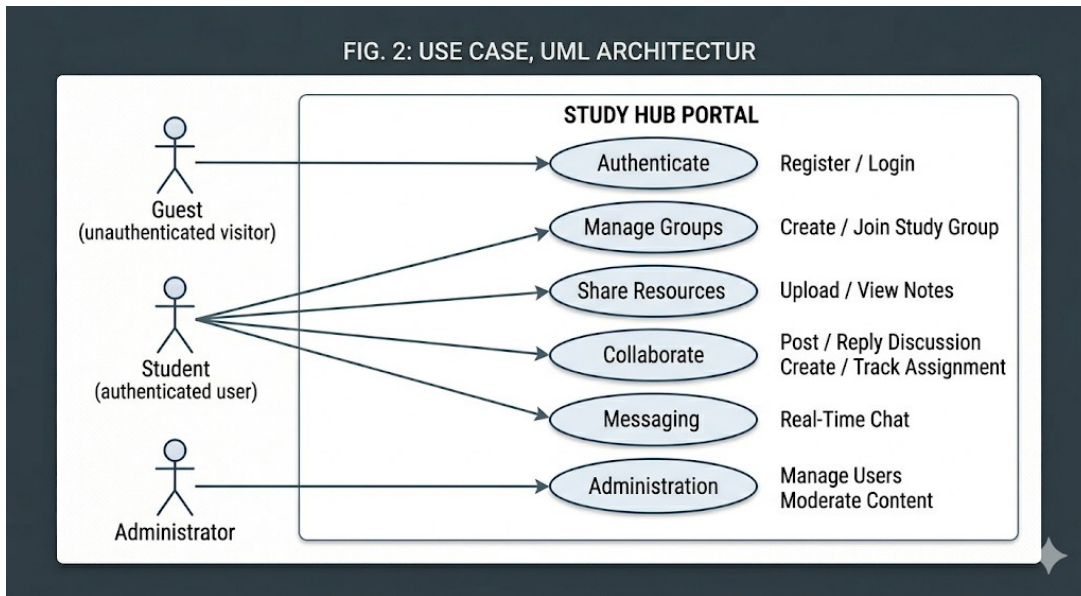 FIG. 2: USE CASE, UML ARCHITECTUR
STUDY HUB PORTAL
Guest
(unauthenticated visitor)
Authenticate
Register / Login
Manage Groups
Create / Join Study Group
Student
(authenticated user)
Share Resources
Upload / View Notes
Collaborate
Post / Reply Discussion
Create / Track Assignment
Messaging
Real-Time Chat
Administrator
Administration
Manage Users
Moderate Content